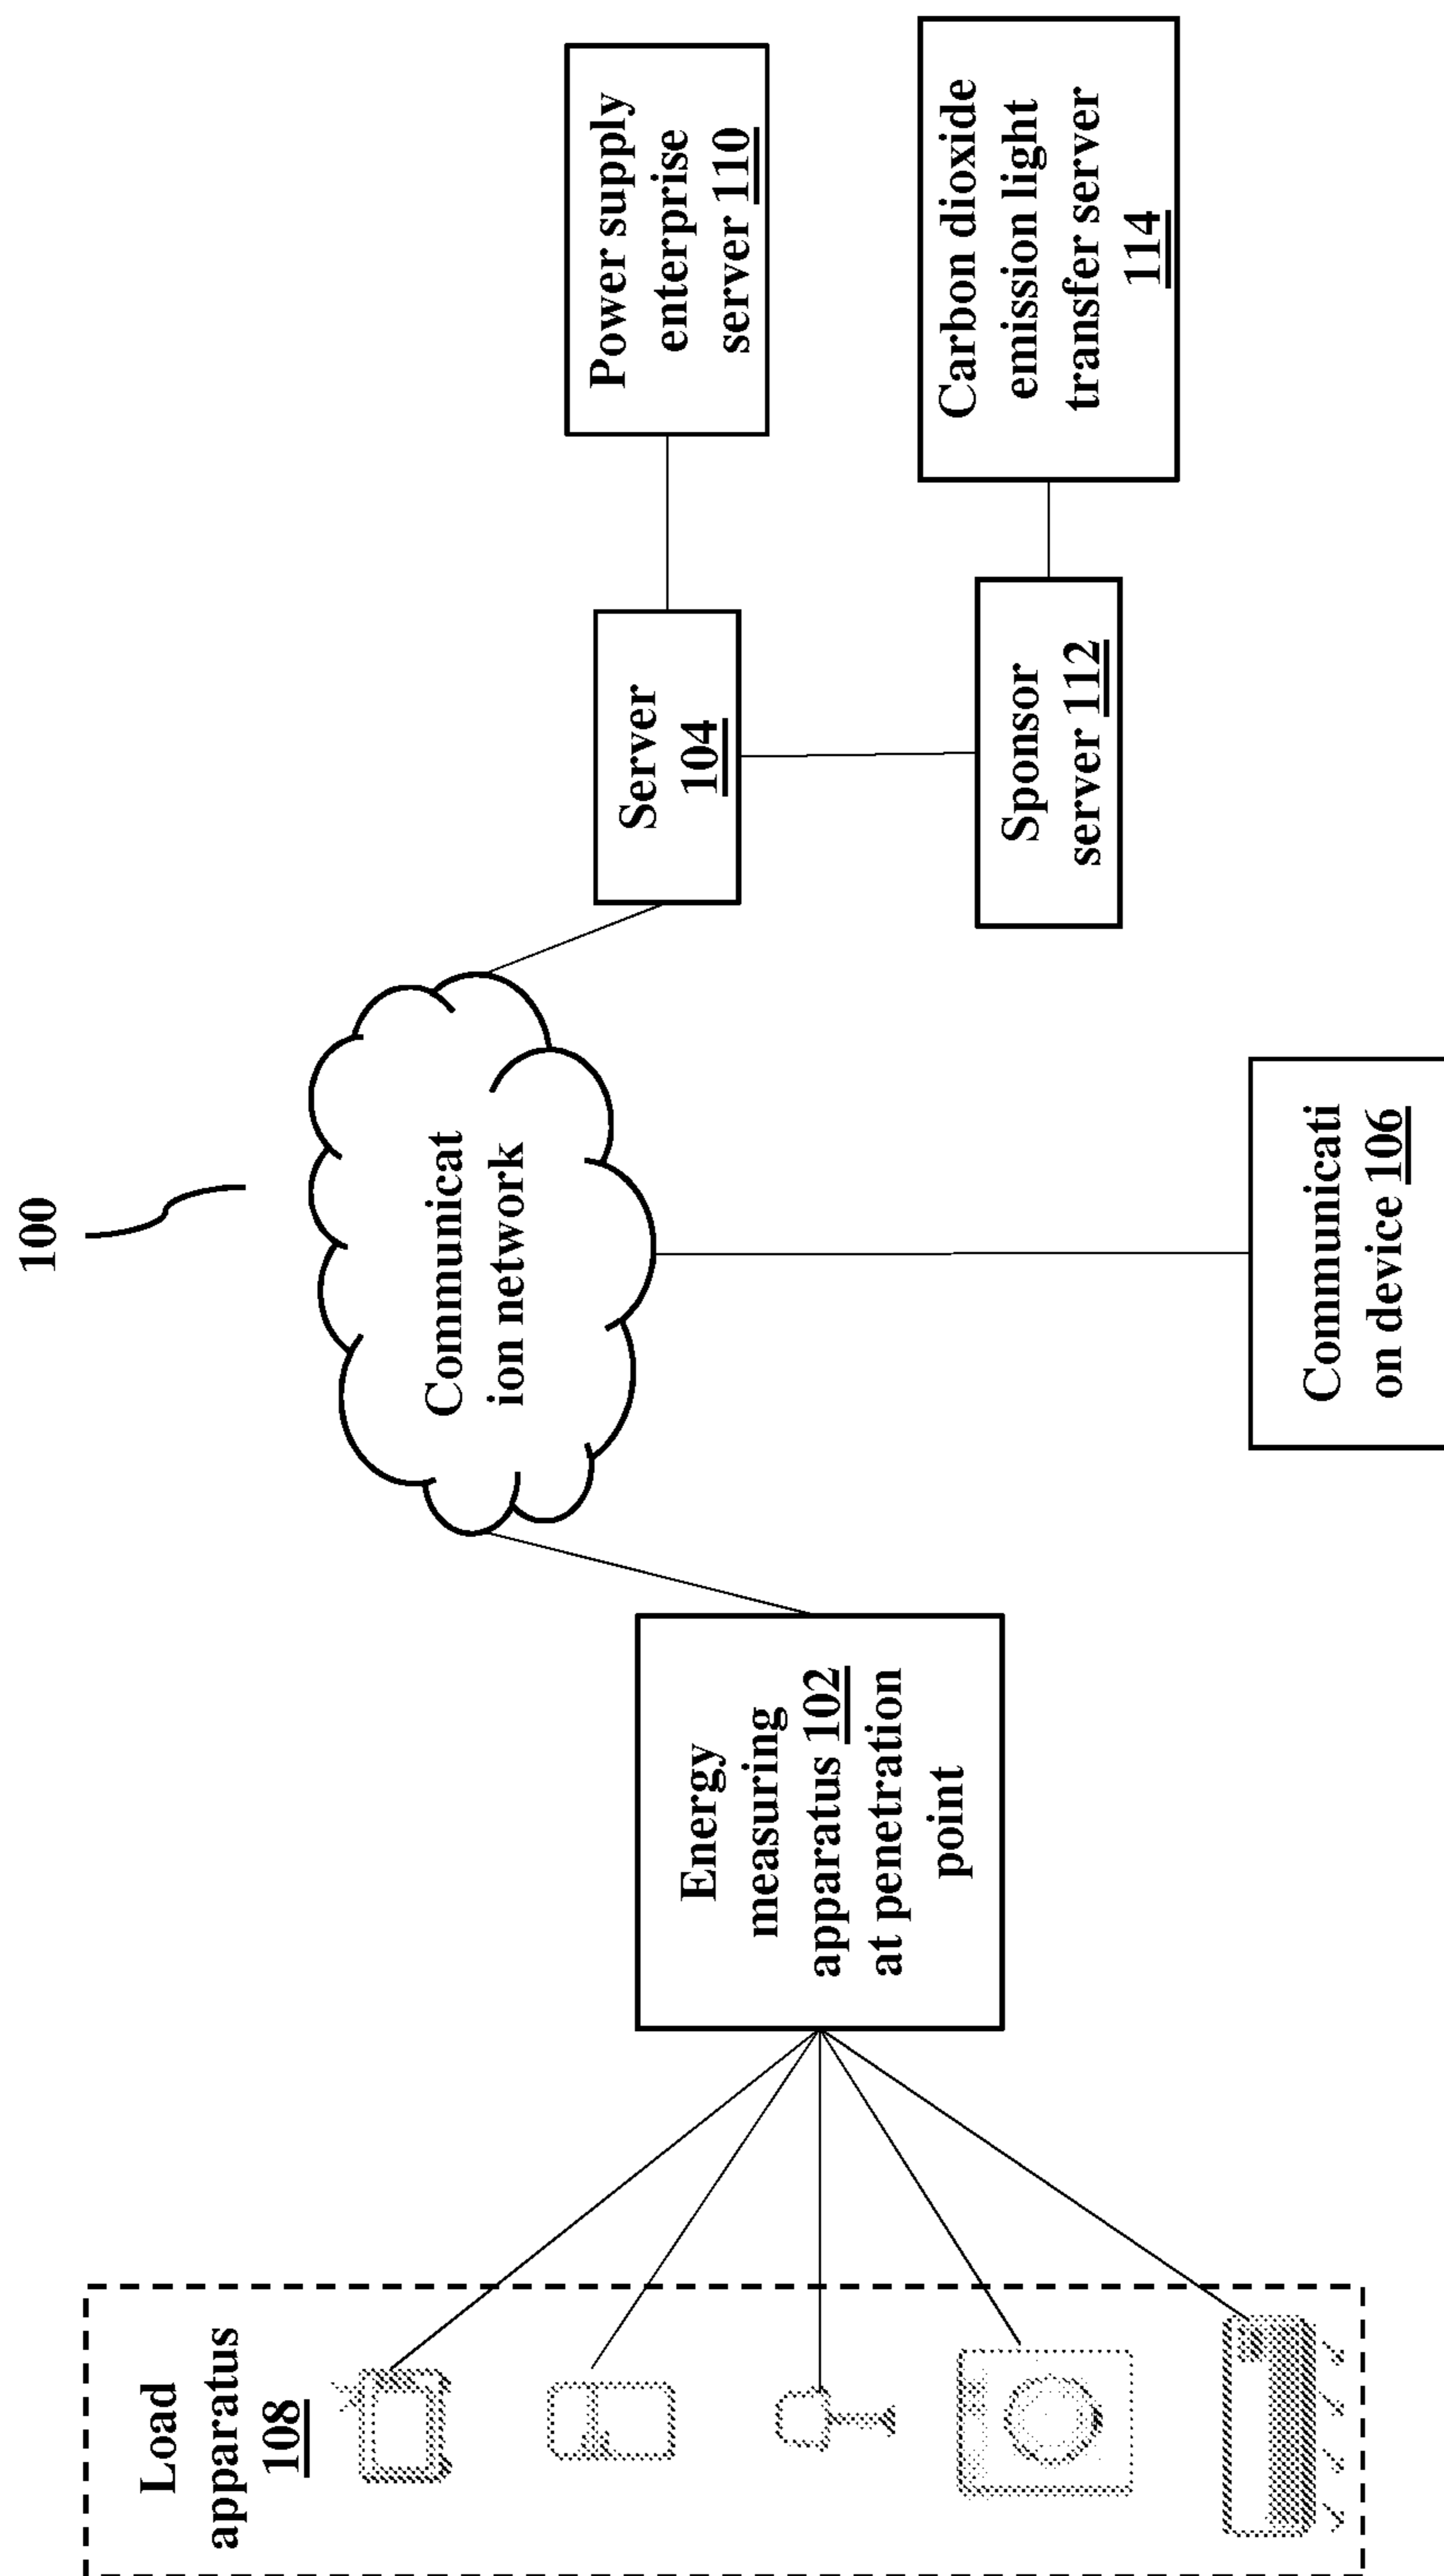 100
Load
apparatus
108
Energy
measuring
apparatus 102
at penetration
point
Communicat
ion network
Communicati
on device 106
Server
104
Sponsor
server 112
Power supply
enterprise
server 110
Carbon dioxide
emission light
transfer server
114